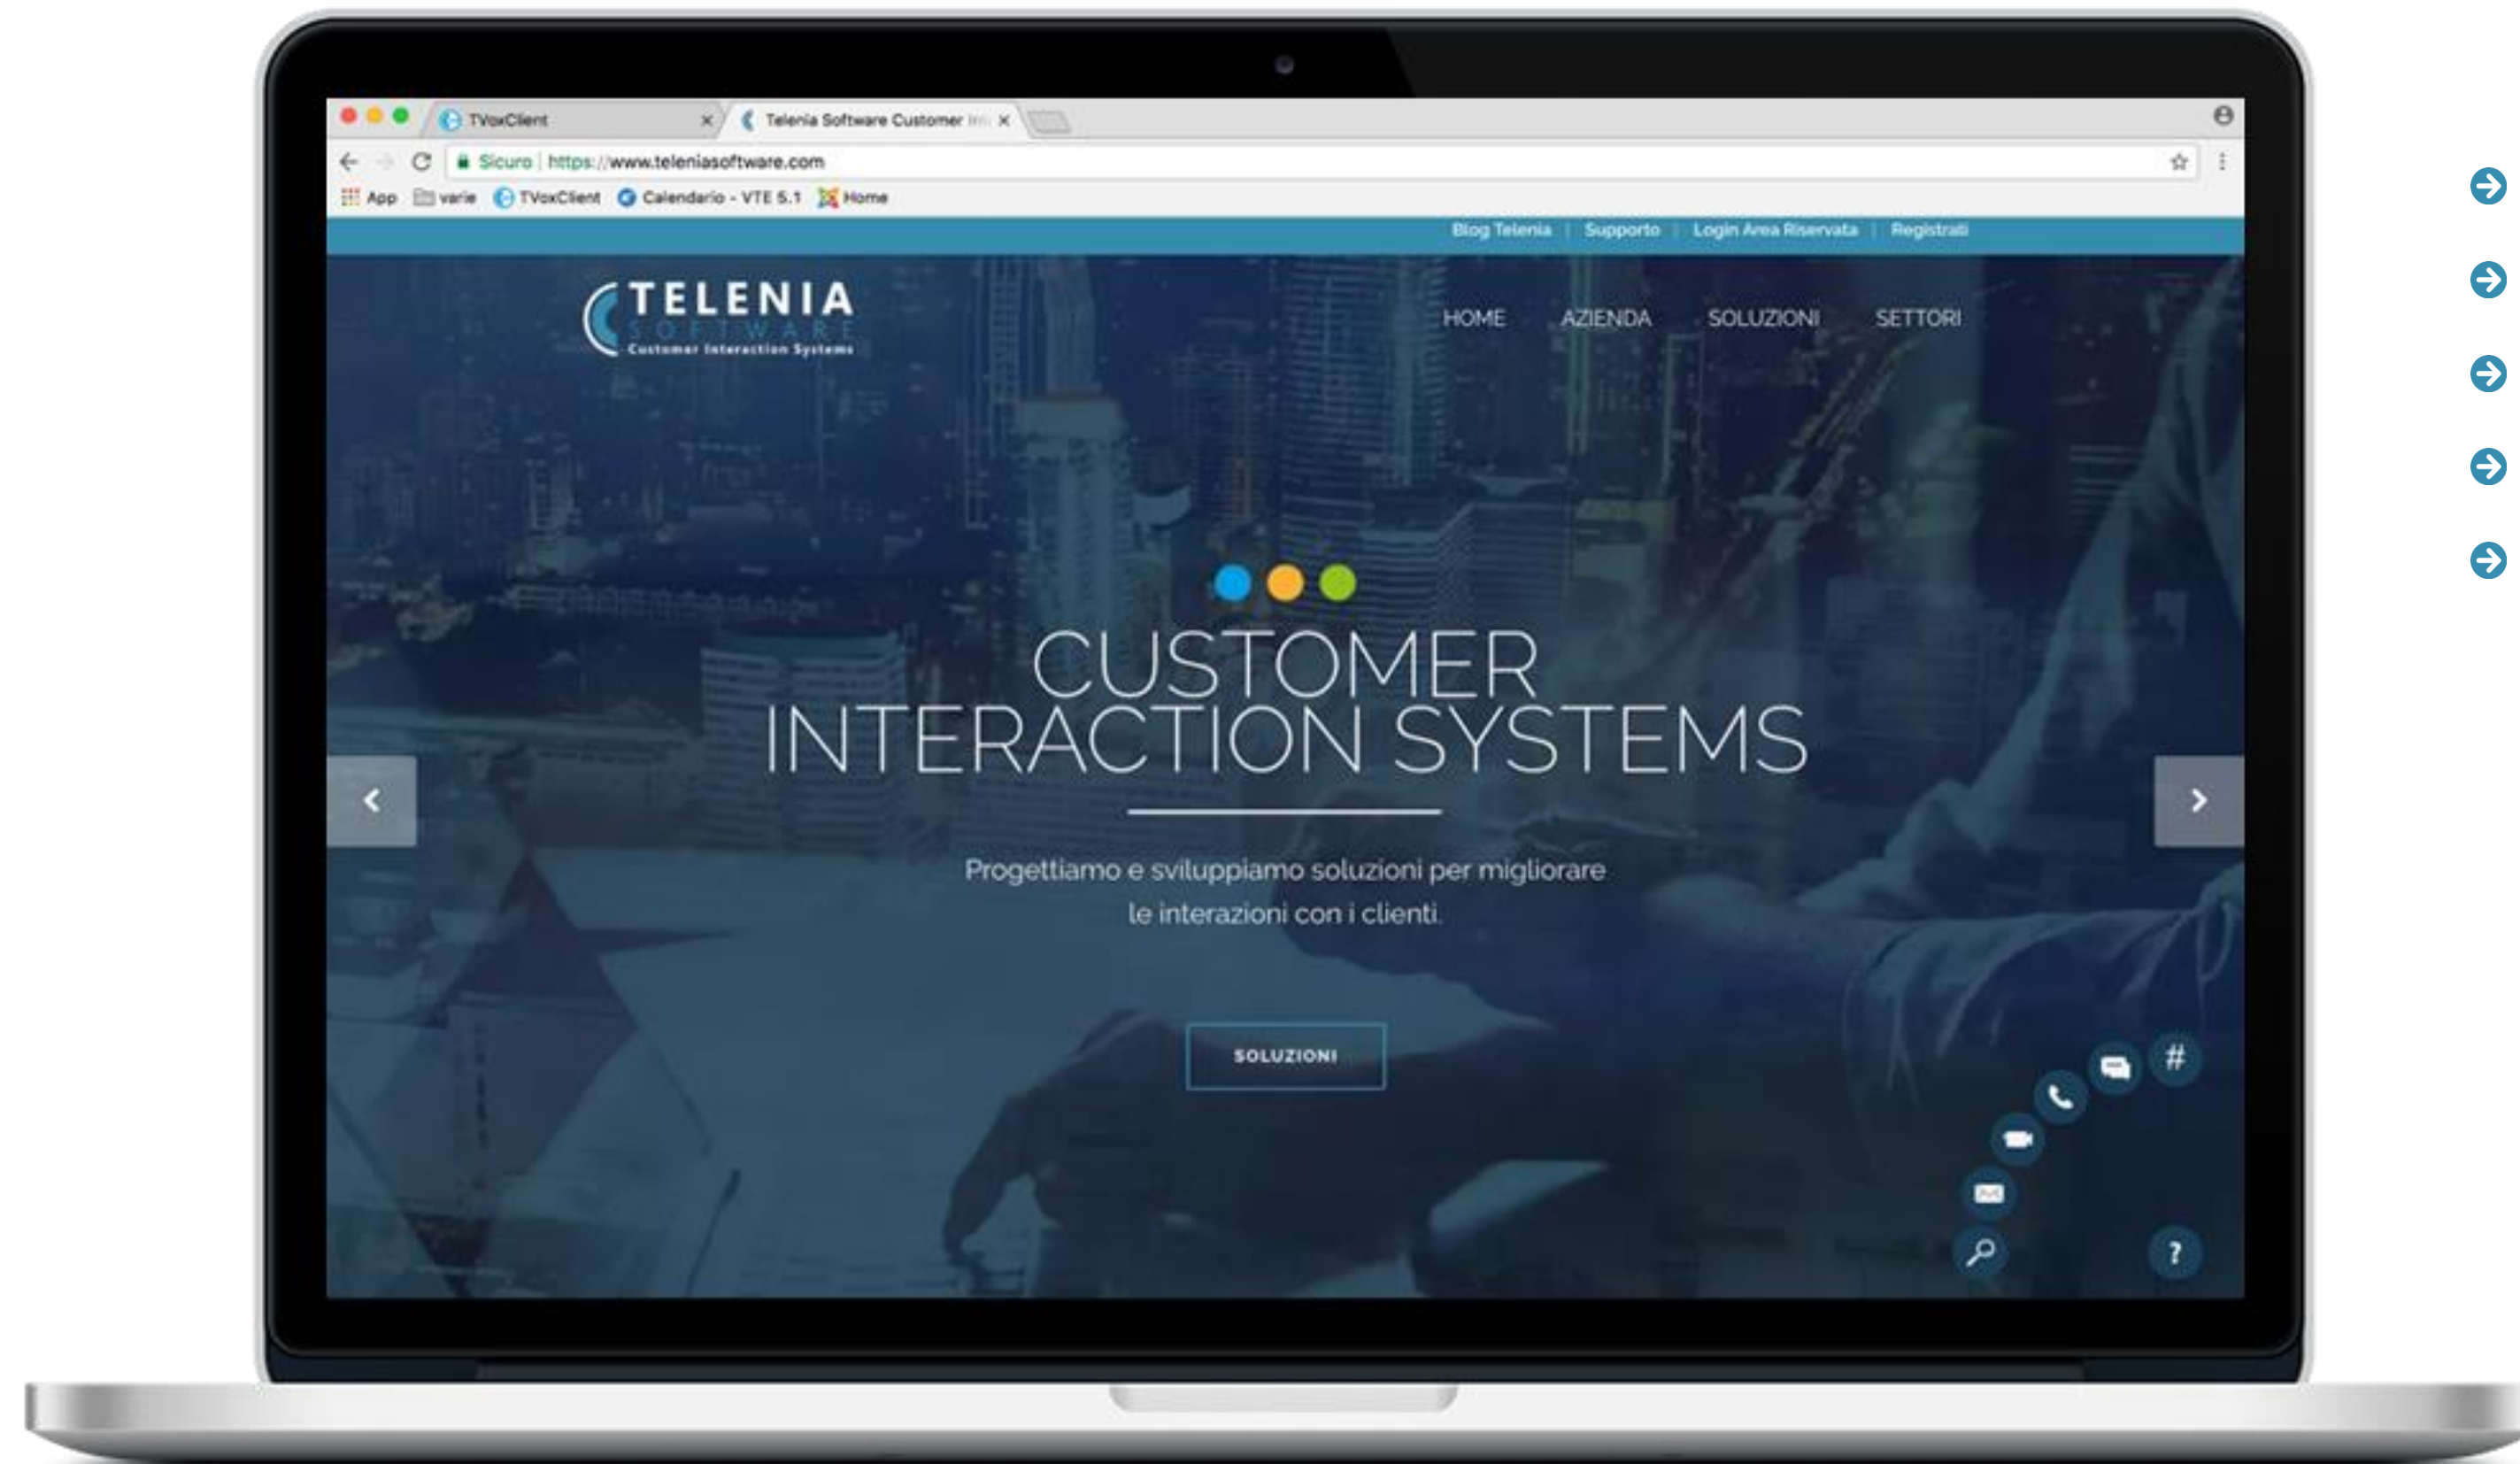 TVoxClient
Telenia Software Customer
Sicuro | https://www.teleniasoftware.com
App varie TVoxClient Calendario - VTE 5.1 Home
Blog Telenia | Supporto | Login Area Riservata | Registrati
TELENIA
SOFTWARE
Customer Interaction Systems
HOME AZIENDA SOLUZIONI SETTORI
CUSTOMER
INTERACTION SYSTEMS
Progettiamo e sviluppiamo soluzioni per migliorare
le interazioni con i clienti.
SOLUZIONI
#
?